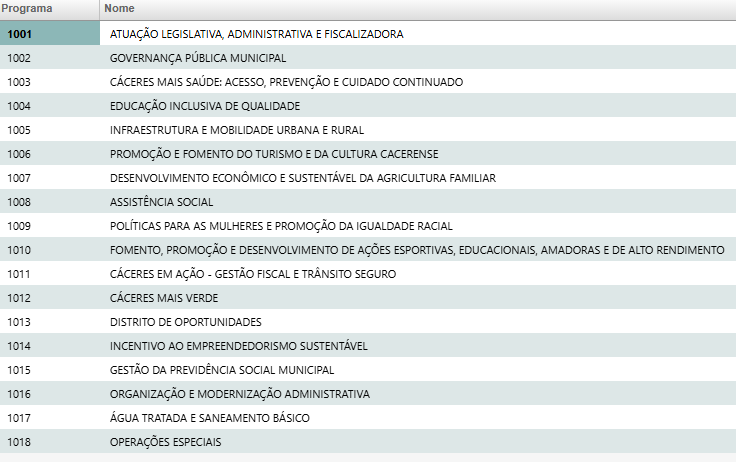 Programa Nome
1001 ATUAÇÃO LEGISLATIVA, ADMINISTRATIVA E FISCALIZADORA
1002 GOVERNANÇA PÚBLICA MUNICIPAL
1003 CÁCERES MAIS SAÚDE: ACESSO, PREVENÇÃO E CUIDADO CONTINUADO
1004 EDUCAÇÃO INCLUSIVA DE QUALIDADE
1005 INFRAESTRUTURA E MOBILIDADE URBANA E RURAL
1006 PROMOÇÃO E FOMENTO DO TURISMO E DA CULTURA CACERENSE
1007 DESENVOLVIMENTO ECONÔMICO E SUSTENTÁVEL DA AGRICULTURA FAMILIAR
1008 ASSISTÊNCIA SOCIAL
1009 POLÍTICAS PARA AS MULHERES E PROMOÇÃO DA IGUALDADE RACIAL
1010 FOMENTO, PROMOÇÃO E DESENVOLVIMENTO DE AÇÕES ESPORTIVAS, EDUCACIONAIS, AMADORAS E DE ALTO RENDIMENTO
1011 CÁCERES EM AÇÃO - GESTÃO FISCAL E TRÂNSITO SEGURO
1012 CÁCERES MAIS VERDE
1013 DISTRITO DE OPORTUNIDADES
1014 INCENTIVO AO EMPREENDEDORISMO SUSTENTÁVEL
1015 GESTÃO DA PREVIDÊNCIA SOCIAL MUNICIPAL
1016 ORGANIZAÇÃO E MODERNIZAÇÃO ADMINISTRATIVA
1017 ÁGUA TRATADA E SANEAMENTO BÁSICO
1018 OPERAÇÕES ESPECIAIS